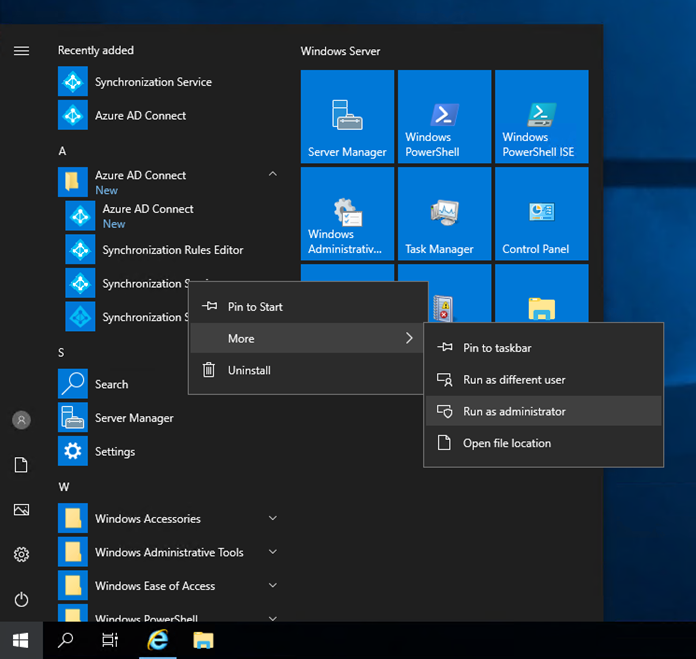 Recently added
Synchronization Service
Azure AD Connect
A
Azure AD Connect
New
Azure AD Connect
New
Synchronization Rules Editor
Synchronization
Synchronization
S
Search
Server Manager
Settings
W
Windows Accessories
Windows Administrative Tools
Windows Ease of Access
Windows PowerShell
Windows Server
Server Manager
Windows
PowerShell
Windows
PowerShell ISE
Windows
Administrativ...
Task Manager
Control Panel
Pin to Start
More
Uninstall
Pin to taskbar
Run as different user
Run as administrator
Open file location